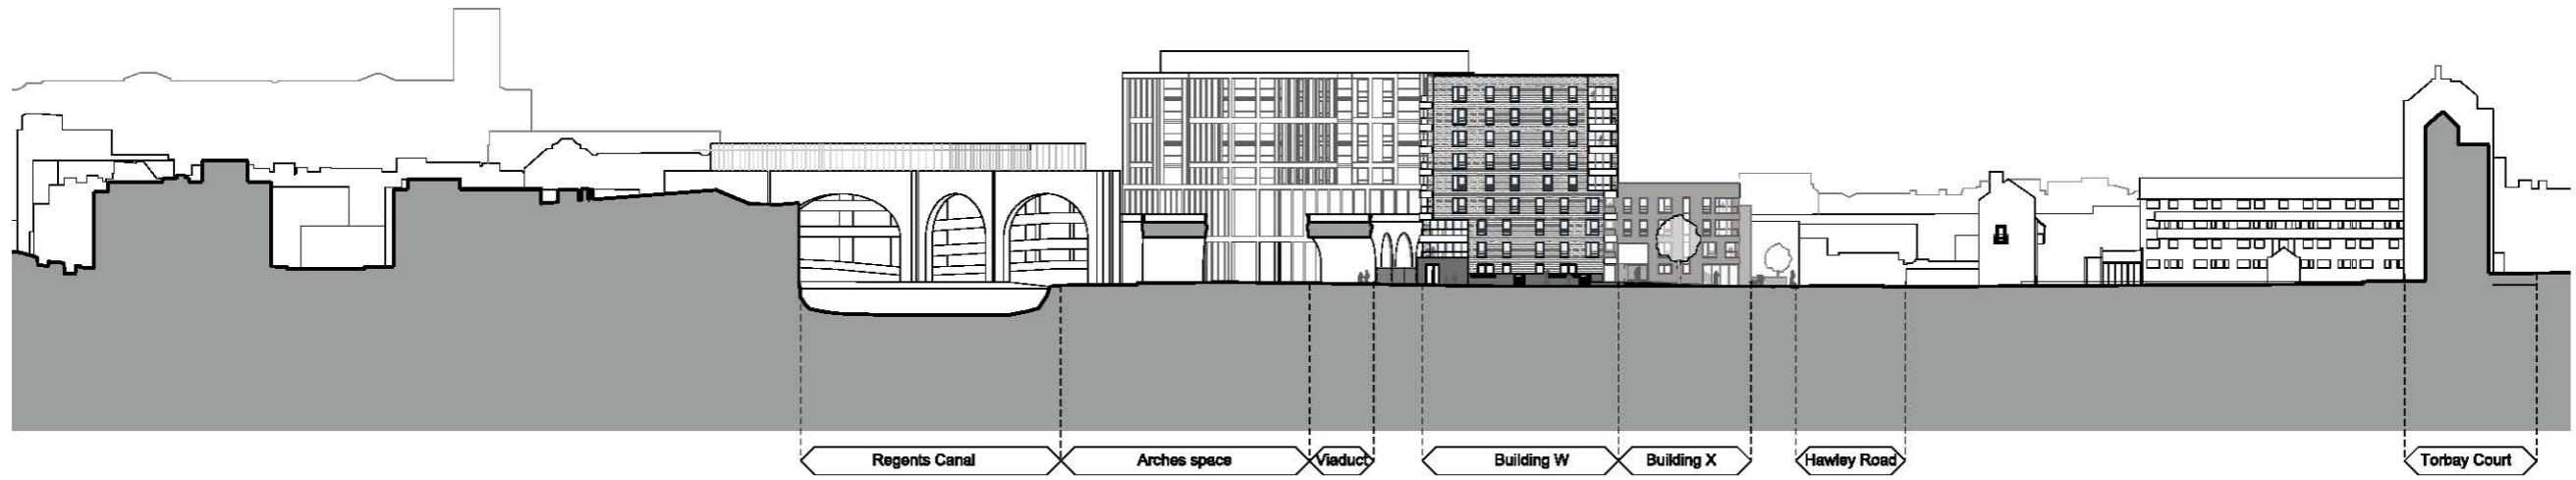 Regents Canal
Arches space
Viaduct
Building W
Building X
Hawley Road
Torbay Court